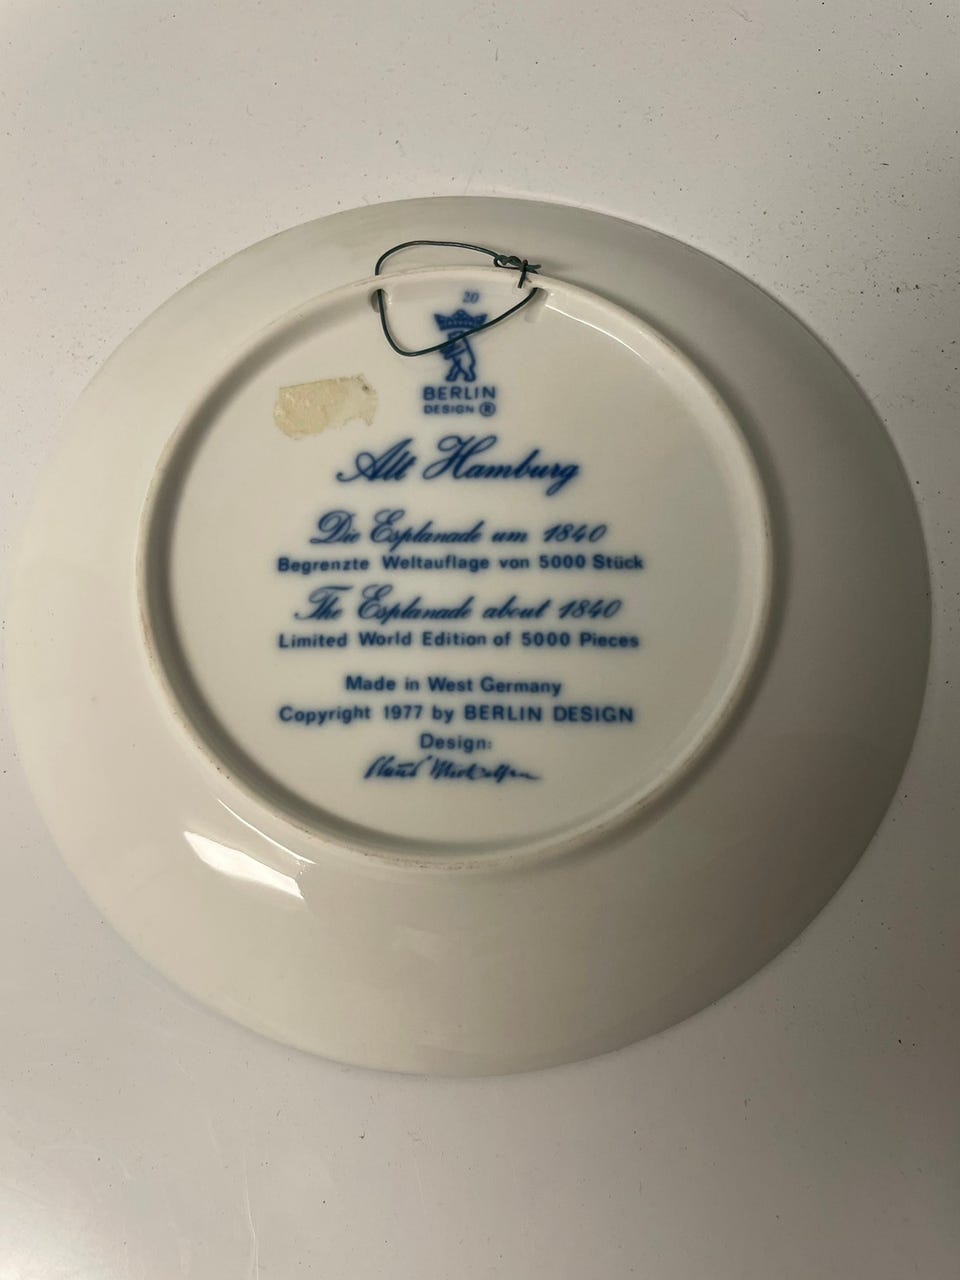 20
BERLIN
DESIGN ®
Alt Hamburg
Die Esplanade um 1840
Begrenzte Weltauflage von 5000 Stück
The Esplanade about 1840
Limited World Edition of 5000 Pieces
Made in West Germany
Copyright 1977 by BERLIN DESIGN
Design: